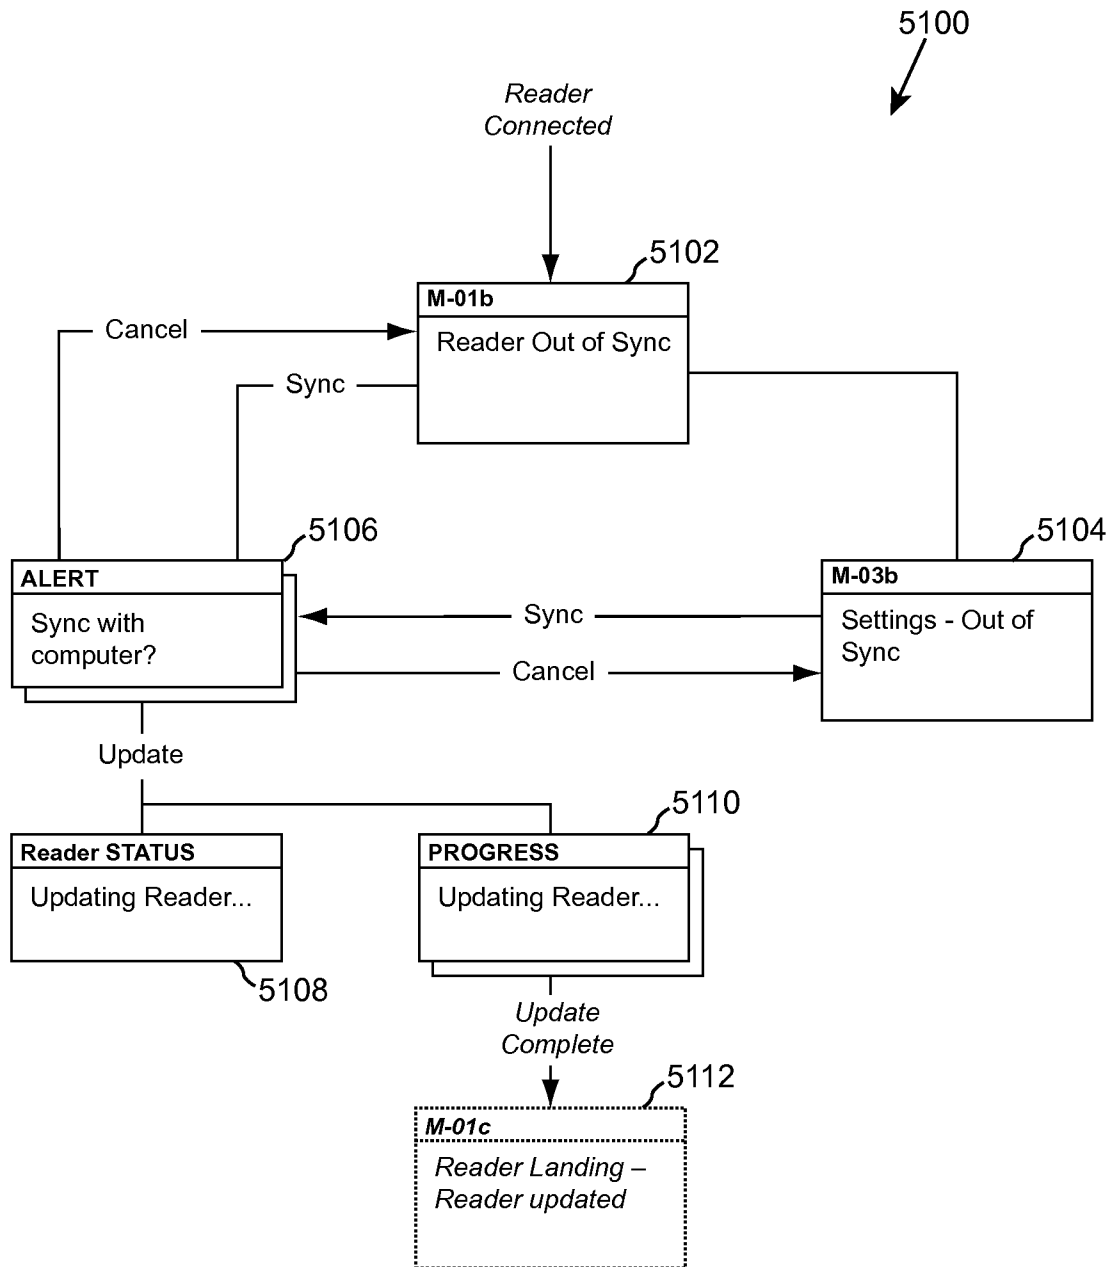 5100
Reader
Connected
5102
M-01b
Reader Out of Sync
Cancel
Sync
5106
5104
ALERT
Sync with
computer?
M-03b
Settings - Out of
Sync
Sync
Cancel
Update
5110
Reader STATUS
Updating Reader...
PROGRESS
Updating Reader...
5108
Update
Complete
5112
M-01c
Reader Landing –
Reader updated